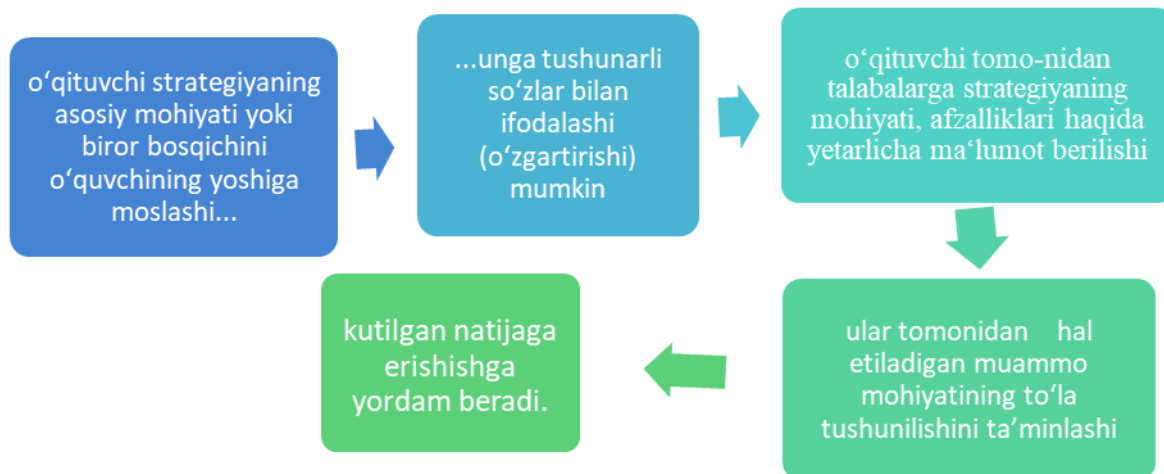 o‘qituvchi strategiyaning
asosiy mohiyati yoki
biror bosqichini
o‘quvchining yoshiga
moslashi...
...unga tushunarli
so‘zlar bilan
ifodalashi
(o‘zgartirishi)
mumkin
o‘qituvchi tomo-nidan
talabalarga strategiyaning
mohiyati, afzalliklari haqida
yetarlicha ma‘lumot berilishi
ular tomonidan hal
etiladigan muammo
mohiyatining to‘la
tushunilishini ta’minlashi
kutilgan natijaga
erishishga
yordam beradi.